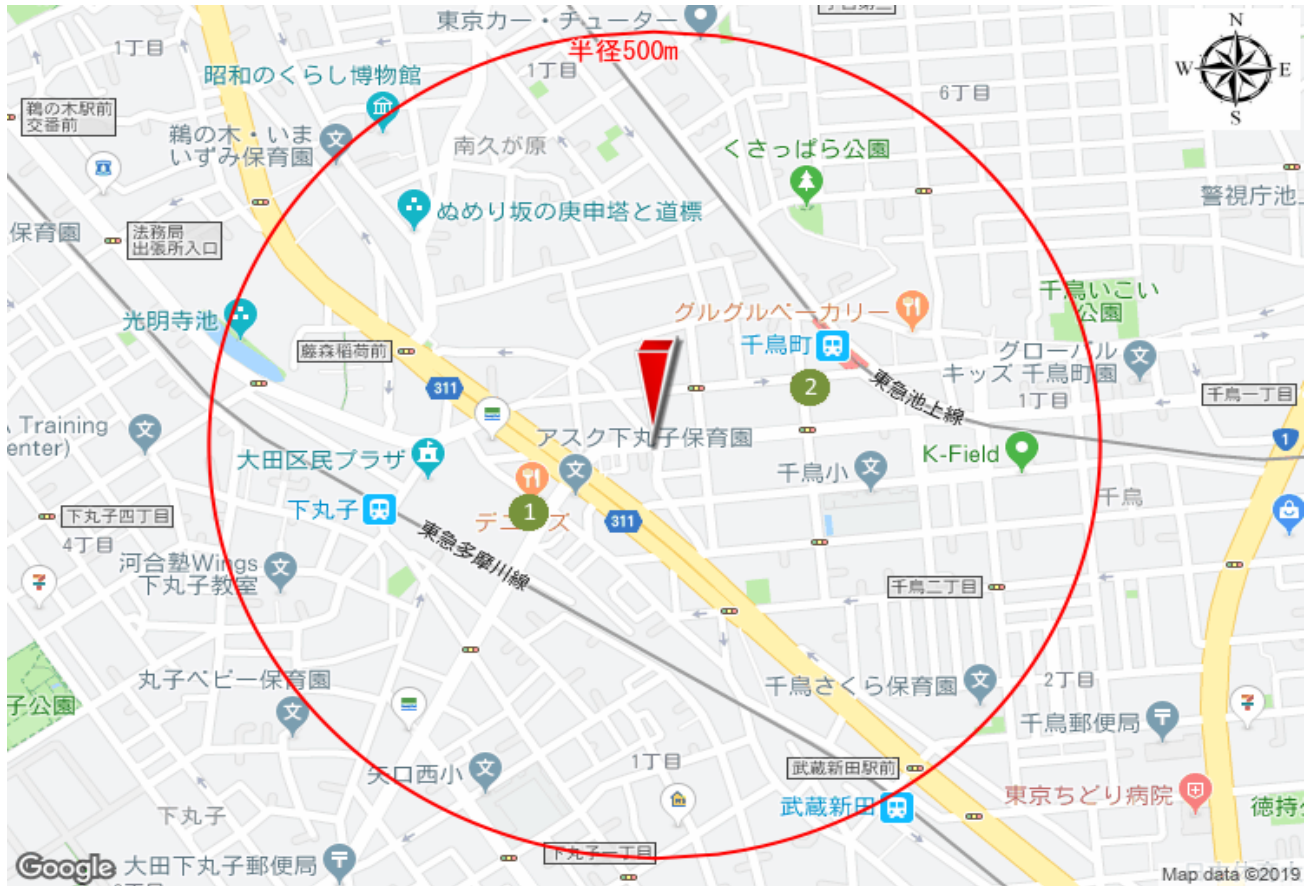 東京カー・チューター
半径500m
N
W
E
S
1丁目
1丁目
昭和のくらし博物館
6丁目
鵜の木駅前
交番前
鵜の木・いま
いずみ保育園
南久が原
くさっぱら公園
警視庁池上
ぬめり坂の庚申塔と道標
保育園
法務局
出張所入口
千鳥いこい
公園
グルグルベーカリー
光明寺池
千鳥町
藤森稲荷前
グローバル
キッズ 千鳥町園
311
2
東急池上線
1丁目
千鳥一丁目
Training
enter)
アスク下丸子保育園
1
大田区民プラザ
千鳥小
K-Field
千鳥
下丸子
1
デニーズ
311
下丸子四丁目
4丁目
東急多摩川線
河合塾Wings
下丸子教室
千鳥二丁目
丸子ベビー保育園
千鳥さくら保育園
2丁目
子公園
千鳥郵便局
矢口西小
1丁目
武蔵新田駅前
武蔵新田
東京ちどり病院
徳持
下丸子
下丸子一丁目
Google
大田下丸子郵便局
Map data ©2019